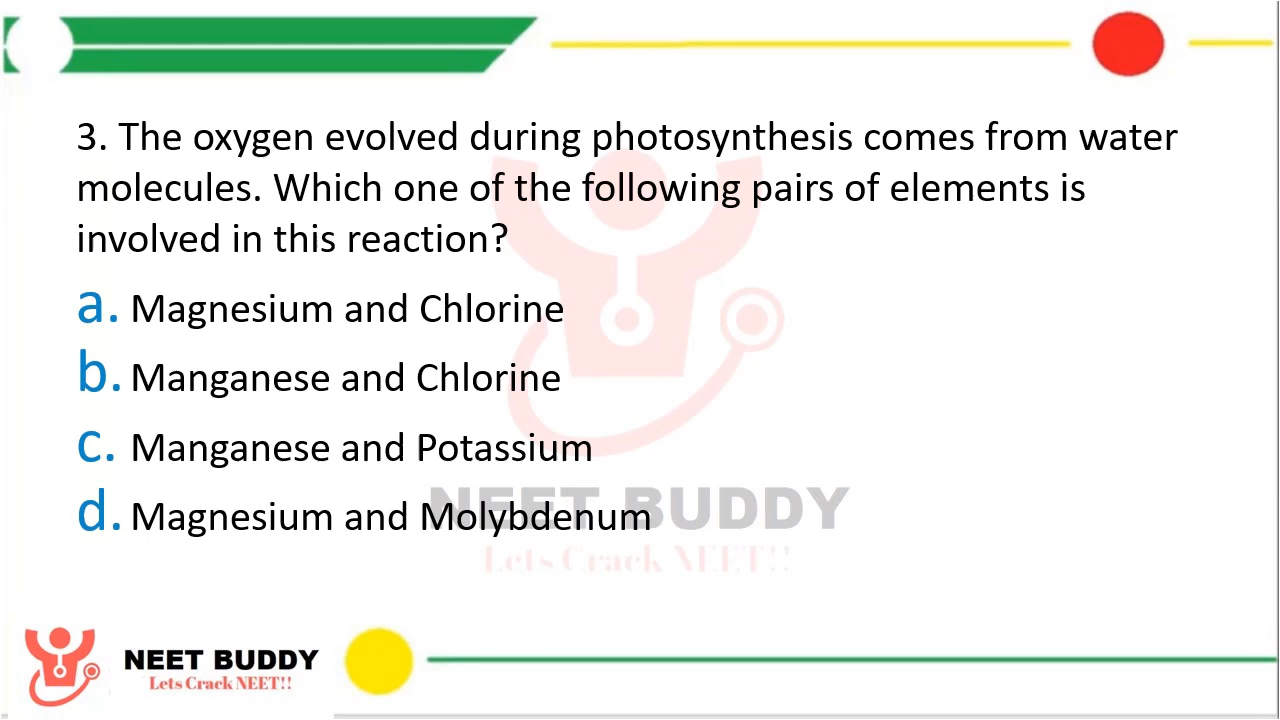 3. The oxygen evolved during photosynthesis comes from water
molecules. Which one of the following pairs of elements is
involved in this reaction?
a. Magnesium and Chlorine
b. Manganese and Chlorine
c. Manganese and Potassium
d. Magnesium and Molybdenum
NEET BUDDY
Lets Crack NEET!!
NEET BUDDY
Lets Crack NEET!!